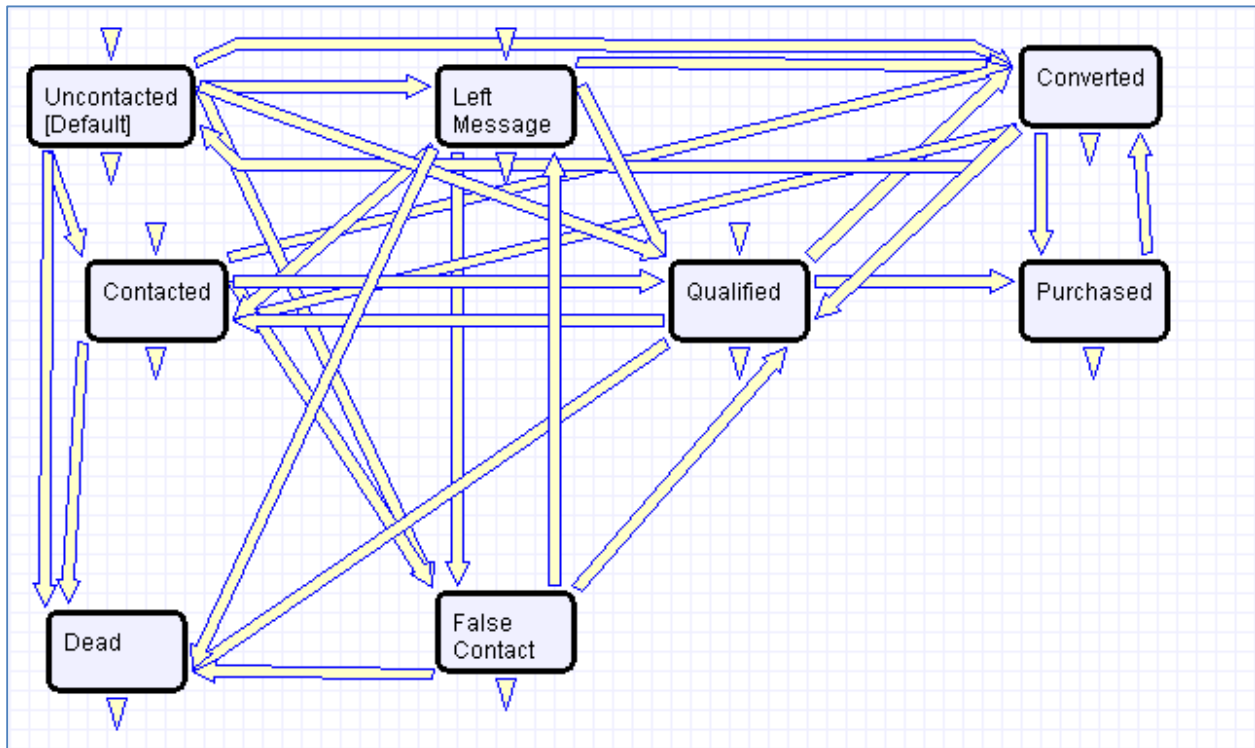 Uncontacted
[Default]
Left
Message
Converted
Contacted
Qualified
Purchased
Dead
False
Contact